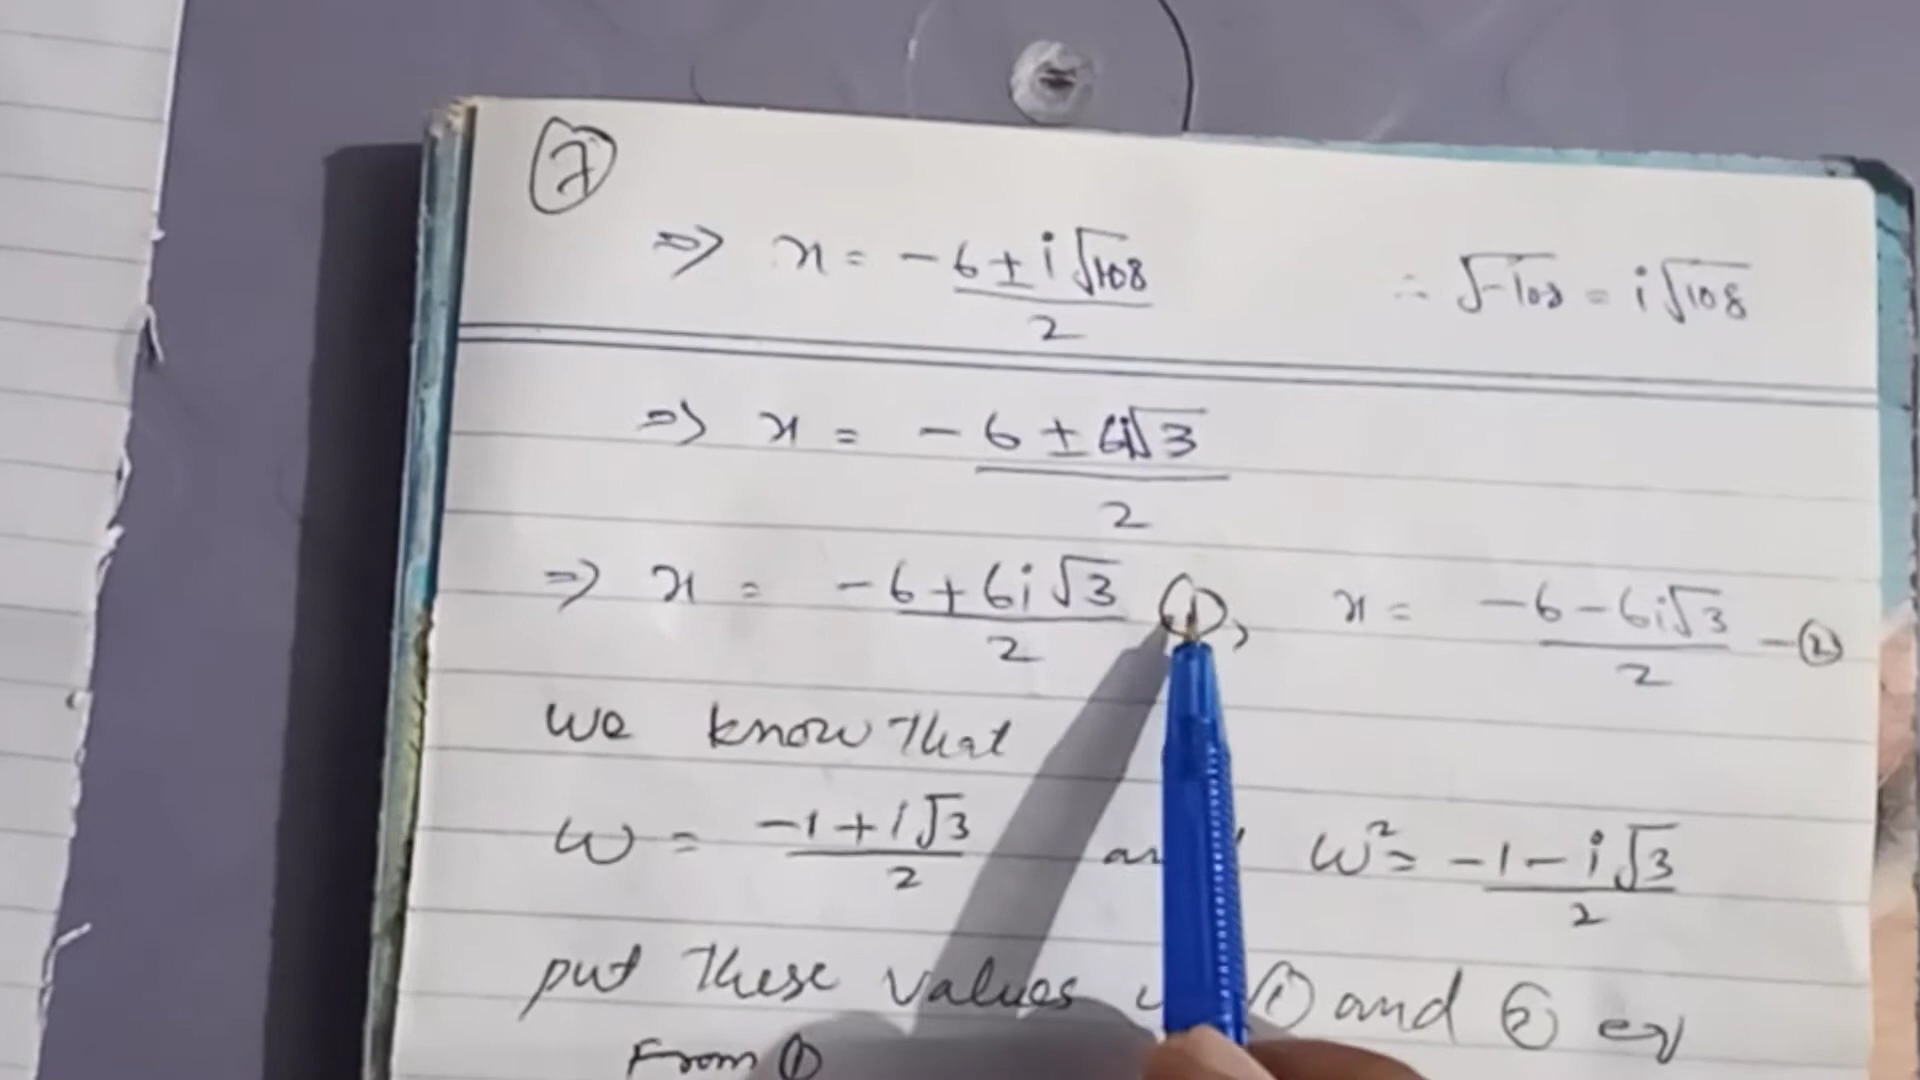 ⑦
⇒ x = -6 ± i√108 / 2 ∴ √-108 = i√108
⇒ x = -6 ± 6i√3 / 2
⇒ x = -6 + 6i√3 / 2 ①, x = -6 - 6i√3 / 2 - ②
we know that
ω = -1 + i√3 / 2 ω² = -1 - i√3 / 2
put these values ① and ② eq
From ①